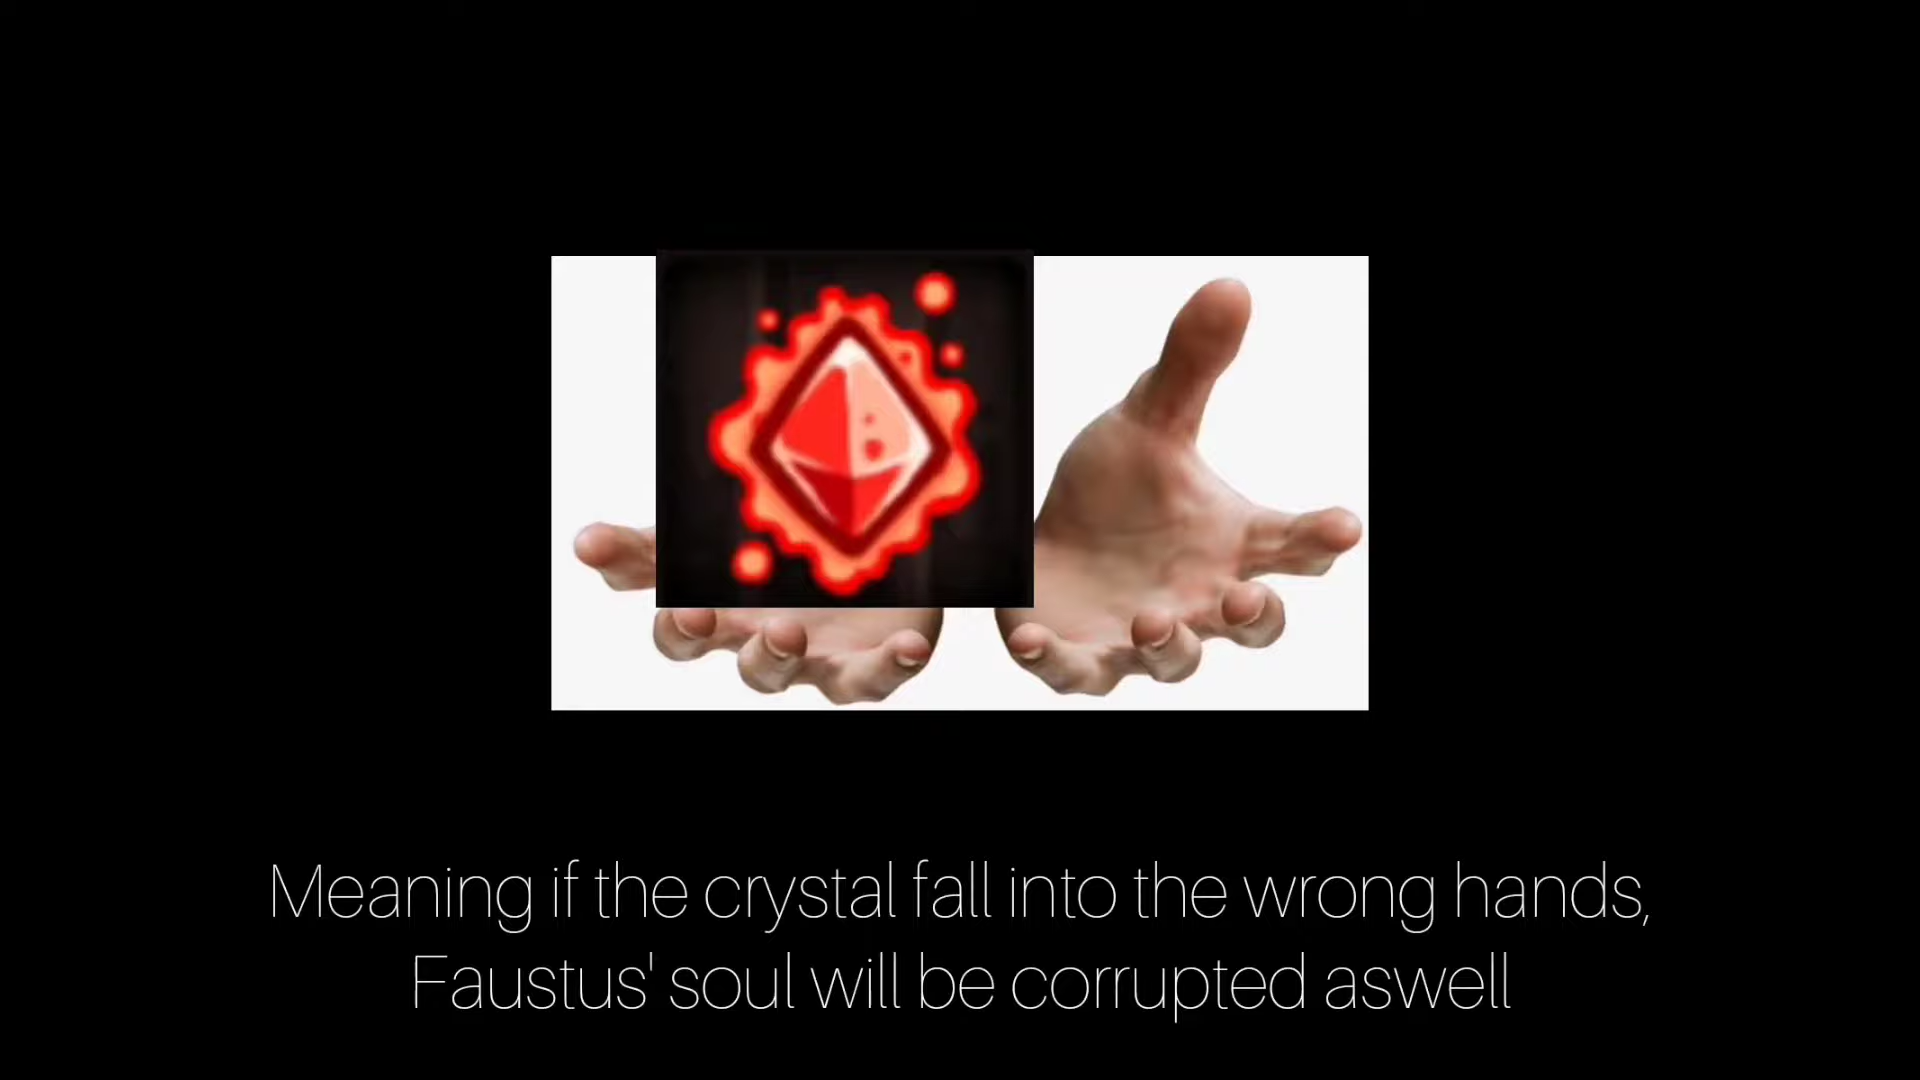 Meaning if the crystal fall into the wrong hands,
Faustus' soul will be corrupted aswell